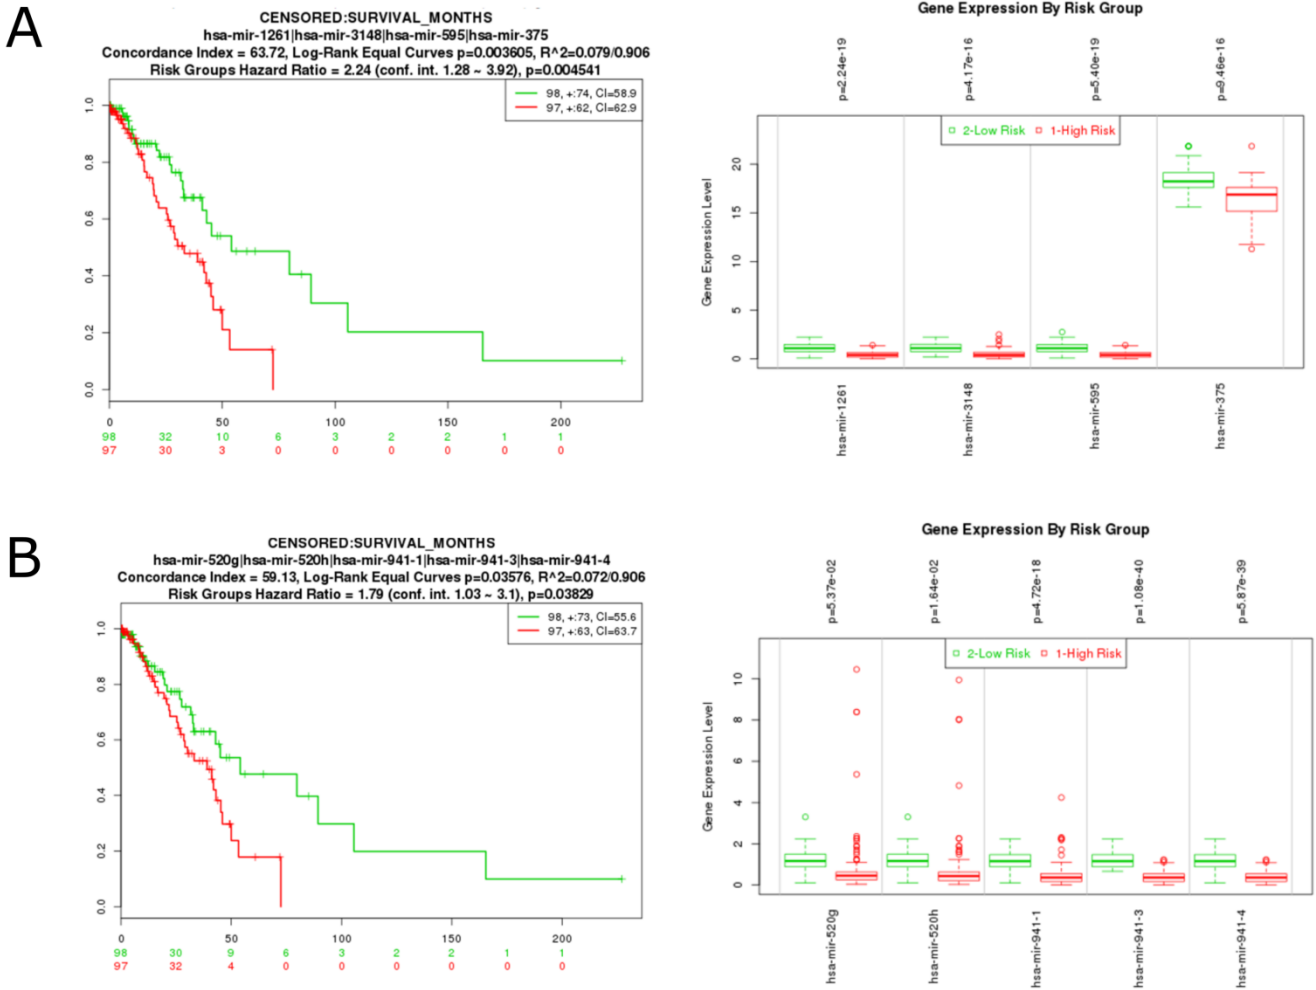 A
CENSORED:SURVIVAL_MONTHS
hsa-mir-1261|hsa-mir-3148|hsa-mir-595|hsa-mir-375
Concordance Index = 63.72, Log-Rank Equal Curves p=0.003605, R^2=0.079/0.906
Risk Groups Hazard Ratio = 2.24 (conf. int. 1.28 ~ 3.92), p=0.004541
98, +:74, CI=58.9
97, +:62, CI=62.9
1.0
0.8
0.6
0.4
0.2
0.0
0 50 100 150 200
98 32 10 6 3 2 2 1 1
97 30 3 0 0 0 0 0 0
Gene Expression By Risk Group
p=2.24e-19
p=4.17e-16
p=5.40e-19
p=9.46e-16
2-Low Risk 1-High Risk
Gene Expression Level
20
15
10
5
0
hsa-mir-1261
hsa-mir-3148
hsa-mir-595
hsa-mir-375
B
CENSORED:SURVIVAL_MONTHS
hsa-mir-520g|hsa-mir-520h|hsa-mir-941-1|hsa-mir-941-3|hsa-mir-941-4
Concordance Index = 59.13, Log-Rank Equal Curves p=0.03576, R^2=0.072/0.906
Risk Groups Hazard Ratio = 1.79 (conf. int. 1.03 ~ 3.1), p=0.03829
98, +:73, CI=55.6
97, +:63, CI=63.7
1.0
0.8
0.6
0.4
0.2
0.0
0 50 100 150 200
98 30 9 6 3 2 2 1 1
97 32 4 0 0 0 0 0 0
Gene Expression By Risk Group
p=5.37e-02
p=1.64e-02
p=4.72e-18
p=1.08e-40
p=5.87e-39
2-Low Risk 1-High Risk
Gene Expression Level
10
8
6
4
2
0
hsa-mir-520g
hsa-mir-520h
hsa-mir-941-1
hsa-mir-941-3
hsa-mir-941-4